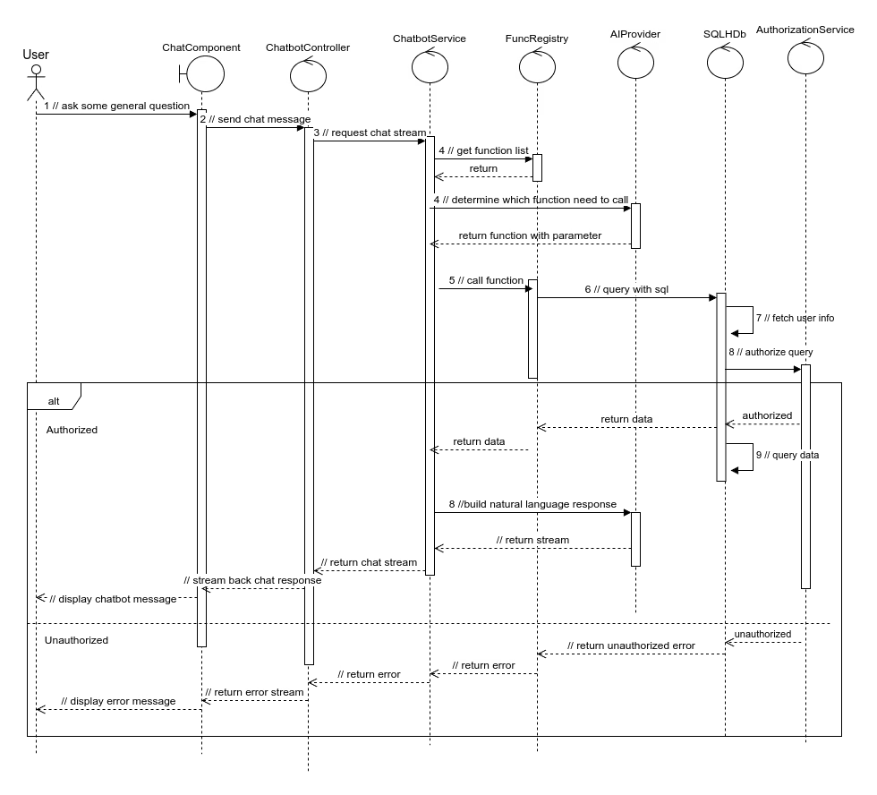 User
ChatComponent
ChatbotController
ChatbotService
FuncRegistry
AIProvider
SQLHDb
AuthorizationService
1 // ask some general question
2 // send chat message
3 // request chat stream
4 // get function list
return
4 // determine which function need to call
return function with parameter
5 // call function
6 // query with sql
7 // fetch user info
8 // authorize query
alt
Authorized
authorized
return data
return data
9 // query data
8 //build natural language response
// return stream
// return chat stream
// stream back chat response
// display chatbot message
Unauthorized
unauthorized
// return unauthorized error
// return error
// return error
// return error stream
// display error message